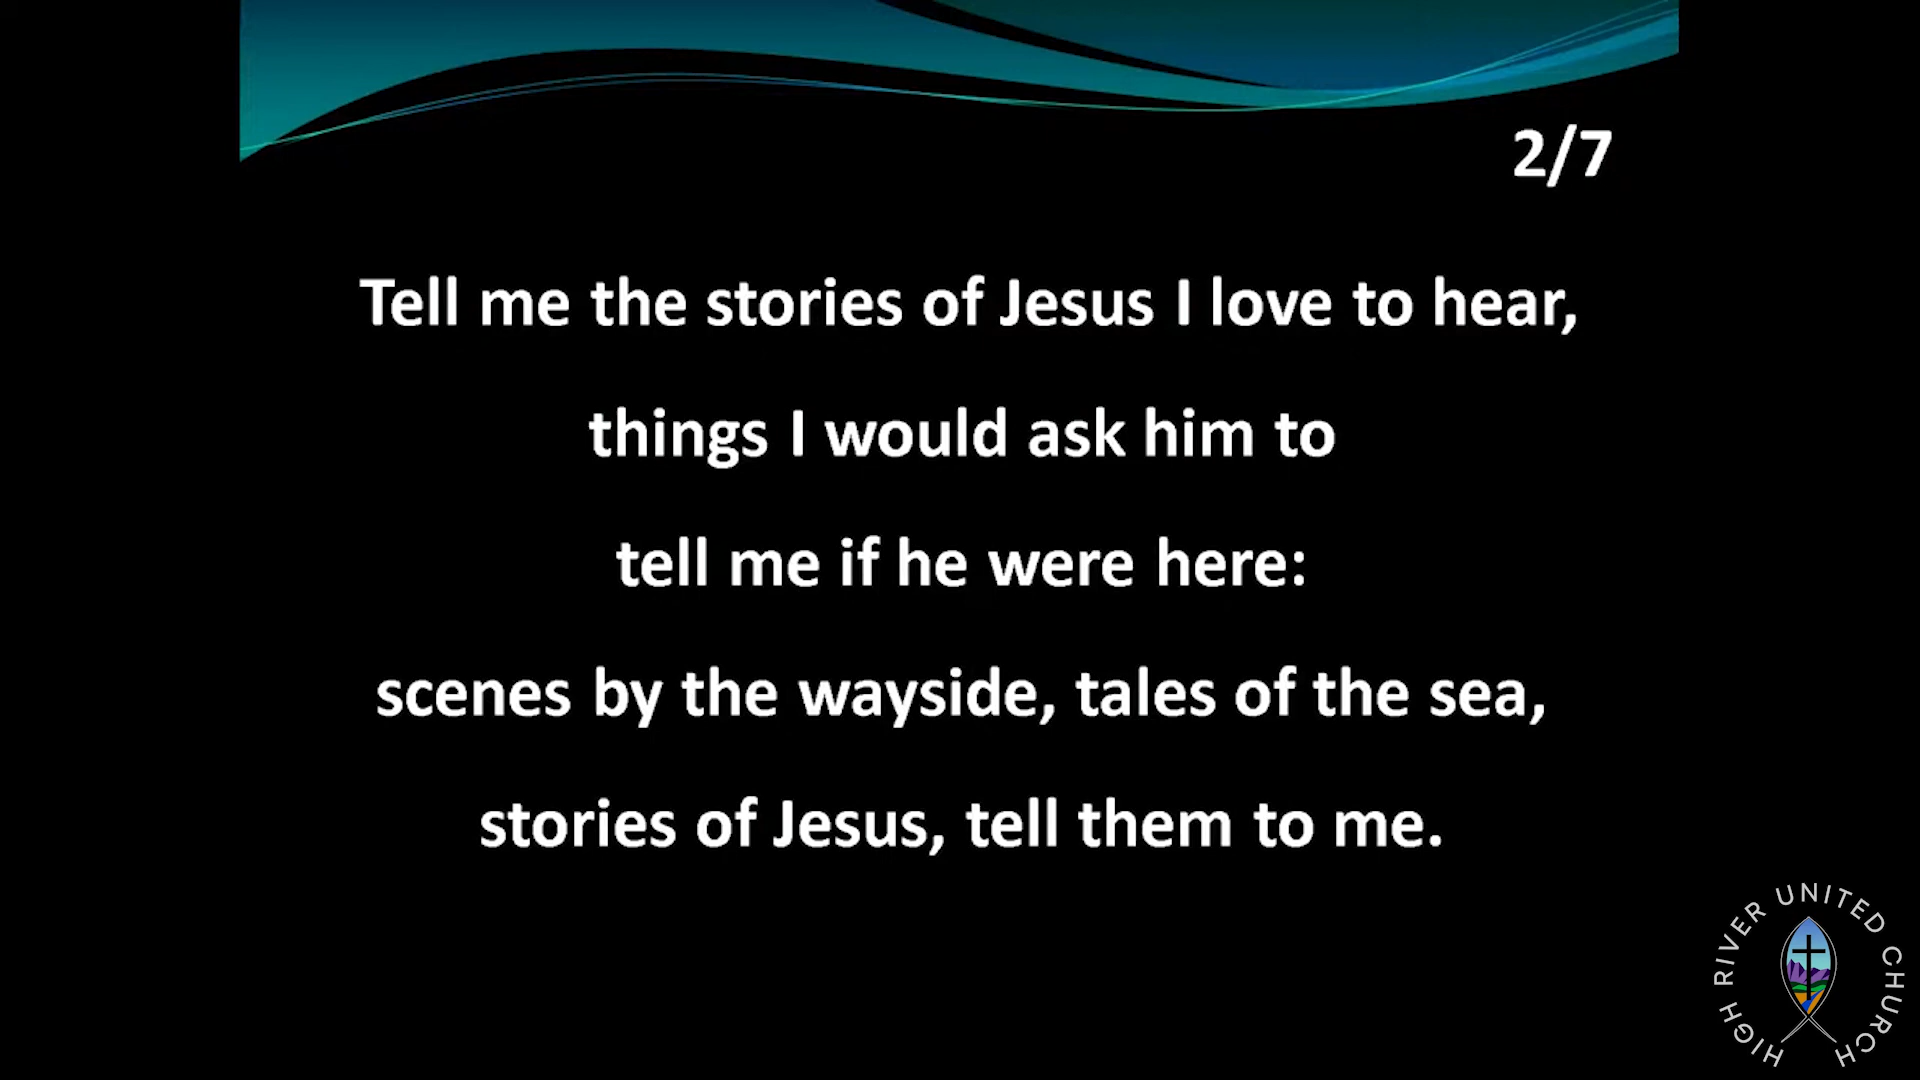 2/7
Tell me the stories of Jesus I love to hear,
things I would ask him to
tell me if he were here:
scenes by the wayside, tales of the sea,
stories of Jesus, tell them to me.
HIGH RIVER UNITED CHURCH